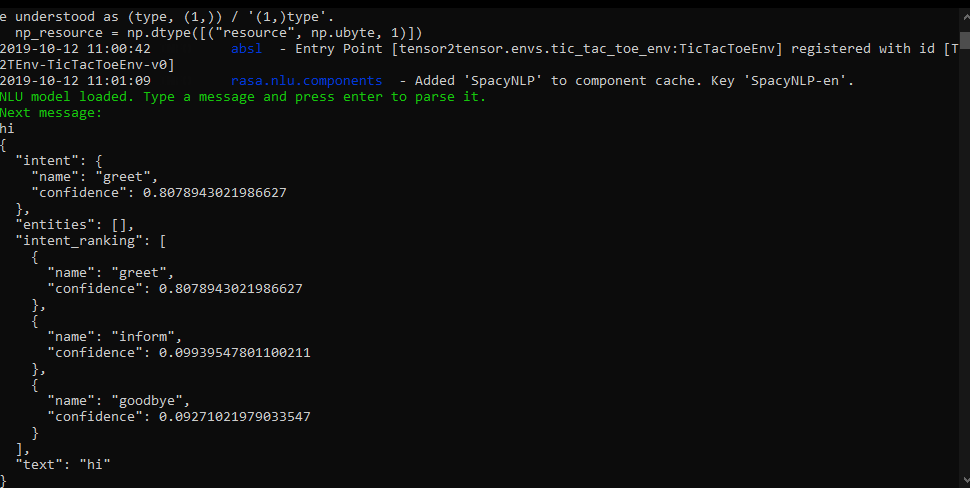 e understood as (type, (1,)) / '(1,)type'.
  np_resource = np.dtype([("resource", np.ubyte, 1)])
2019-10-12 11:00:42          absl  - Entry Point [tensor2tensor.envs.tic_tac_toe_env:TicTacToeEnv] registered with id [T
2TEnv-TicTacToeEnv-v0]
2019-10-12 11:01:09          rasa.nlu.components  - Added 'SpacyNLP' to component cache. Key 'SpacyNLP-en'.
NLU model loaded. Type a message and press enter to parse it.
Next message:
hi
{
  "intent": {
    "name": "greet",
    "confidence": 0.8078943021986627
  },
  "entities": [],
  "intent_ranking": [
    {
      "name": "greet",
      "confidence": 0.8078943021986627
    },
    {
      "name": "inform",
      "confidence": 0.09939547801100211
    },
    {
      "name": "goodbye",
      "confidence": 0.09271021979033547
    }
  ],
  "text": "hi"
}